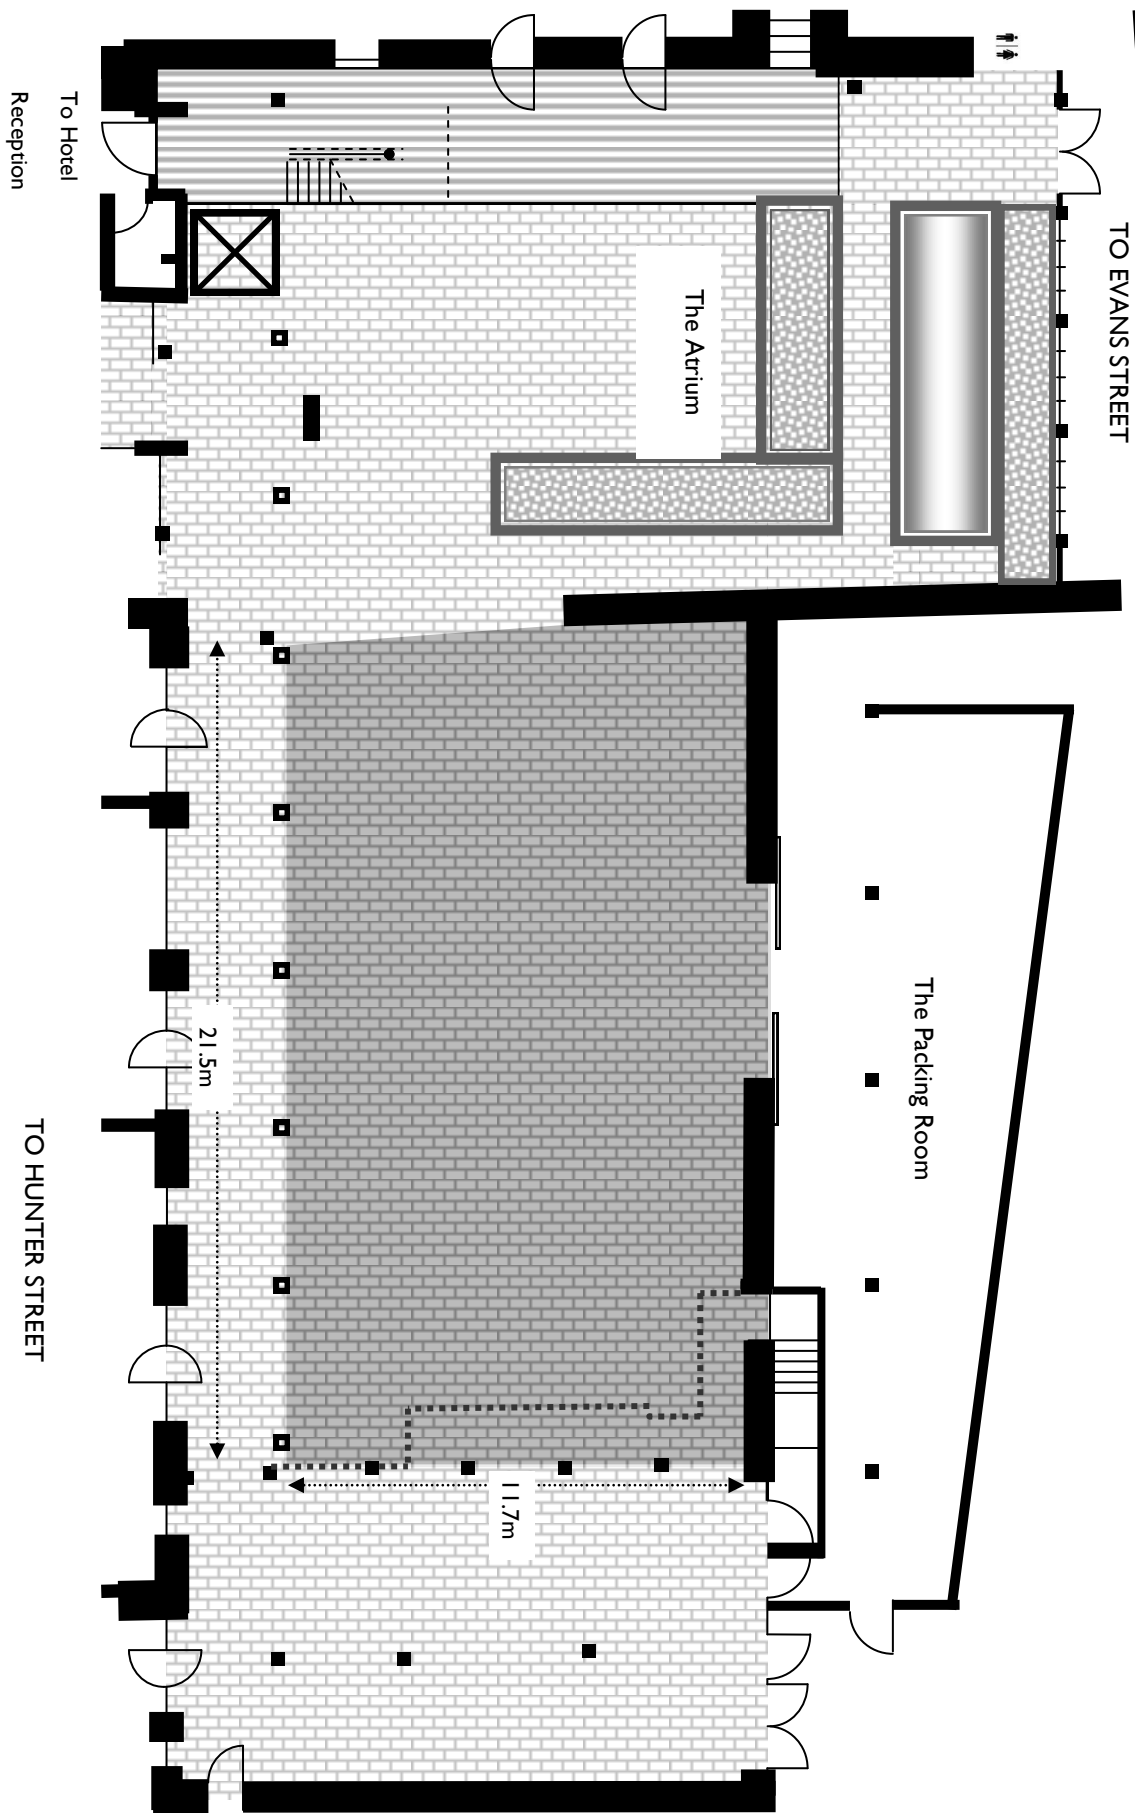 To Hotel
Reception
TO EVANS STREET
The Atrium
The Packing Room
21.5m
11.7m
TO HUNTER STREET